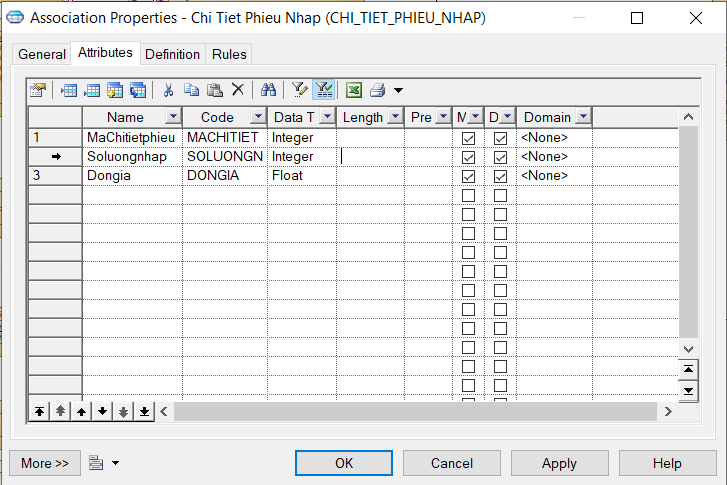 Association Properties - Chi Tiet Phieu Nhap (CHI_TIET_PHIEU_NHAP)
General Attributes Definition Rules
Name Code Data T Length Pre M D Domain
1 MaChitietphieu MACHITIET Integer <None>
Soluongnhap SOLUONGN Integer <None>
3 Dongia DONGIA Float <None>
More >> OK Cancel Apply Help